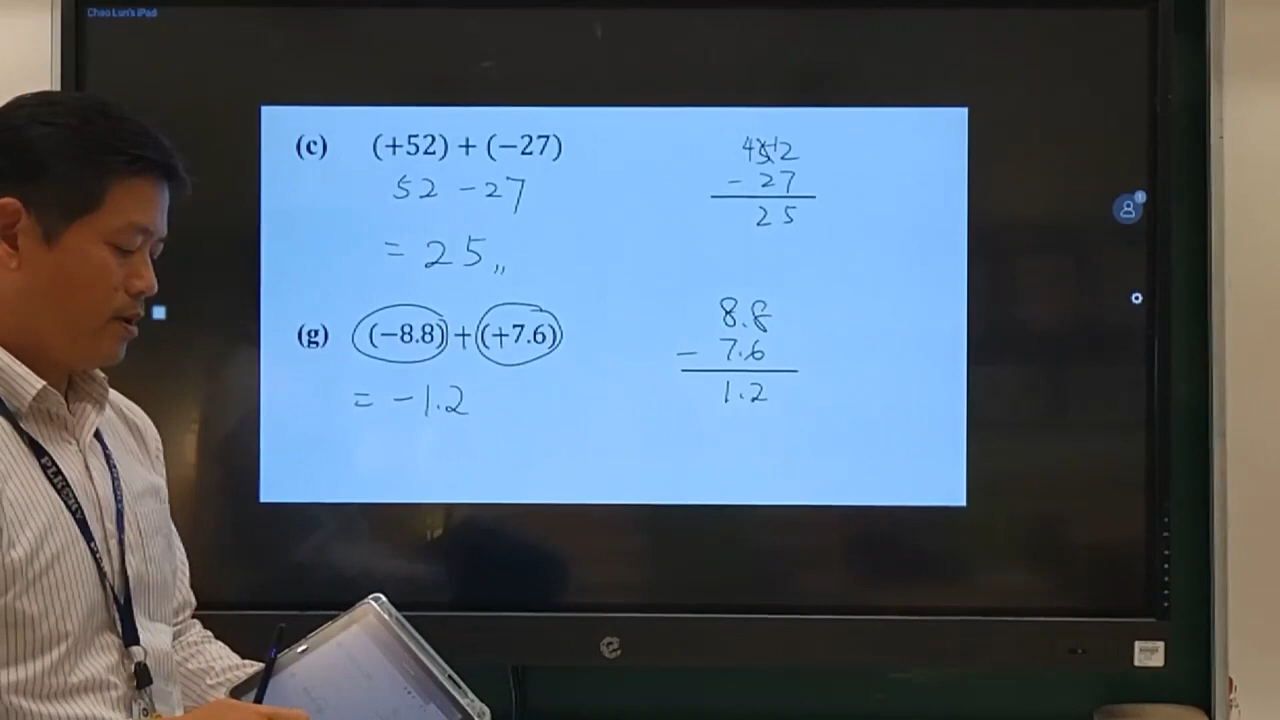 Chao Lun's iPad
(c) (+52) + (−27)
52 − 27
= 25
4 12
− 27
25
(g) (−8.8) + (+7.6)
= −1.2
8.8
− 7.6
1.2